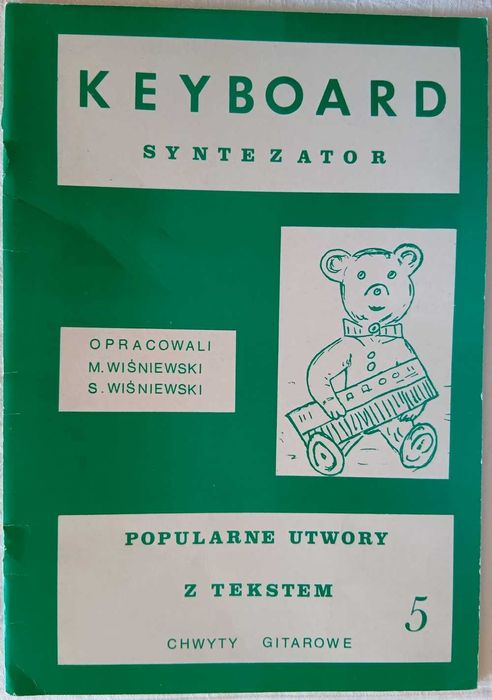 KEYBOARD
SYNTEZATOR
OPRACOWALI
M. WIŚNIEWSKI
S. WIŚNIEWSKI
POPULARNE UTWORY
Z TEKSTEM
5
CHWYTY GITAROWE